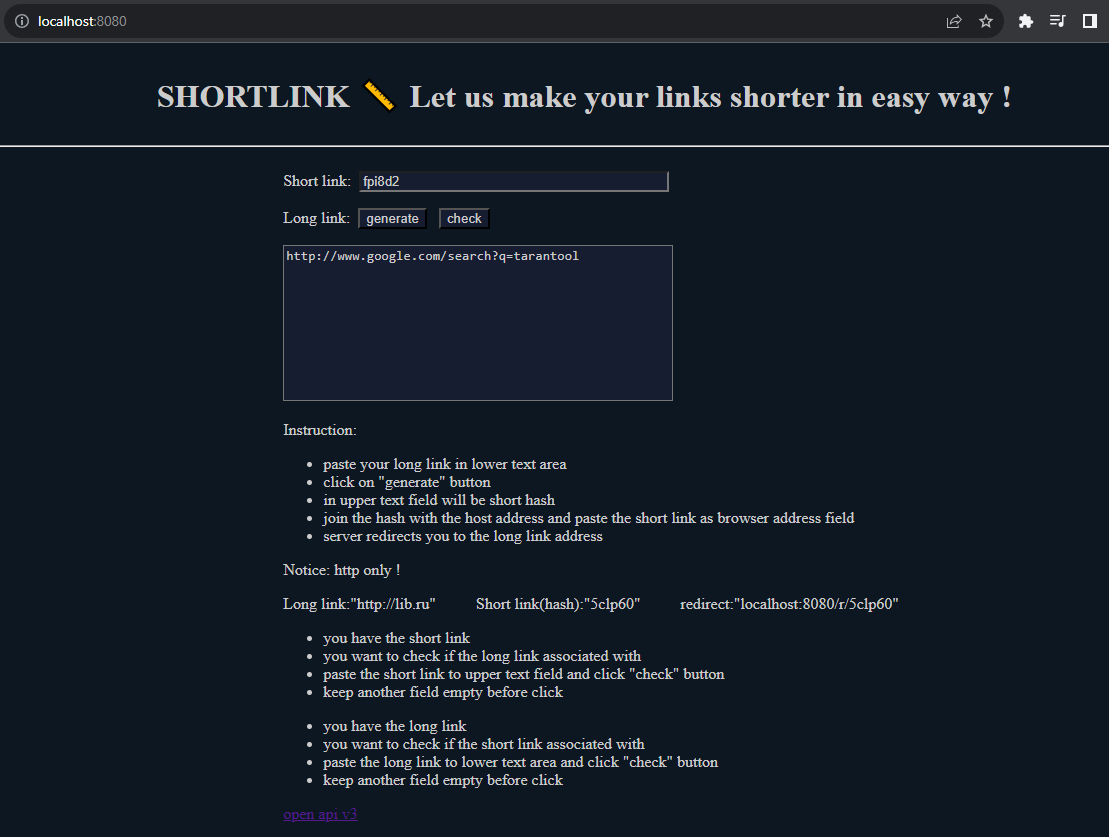 localhost:8080
SHORTLINK 📏 Let us make your links shorter in easy way !
Short link: fpi8d2
Long link: generate check
http://www.google.com/search?q=tarantool
Instruction:
• paste your long link in lower text area
• click on "generate" button
• in upper text field will be short hash
• join the hash with the host address and paste the short link as browser address field
• server redirects you to the long link address
Notice: http only !
Long link:"http://lib.ru" Short link(hash):"5clp60" redirect:"localhost:8080/r/5clp60"
• you have the short link
• you want to check if the long link associated with
• paste the short link to upper text field and click "check" button
• keep another field empty before click
• you have the long link
• you want to check if the short link associated with
• paste the long link to lower text area and click "check" button
• keep another field empty before click
open api v3